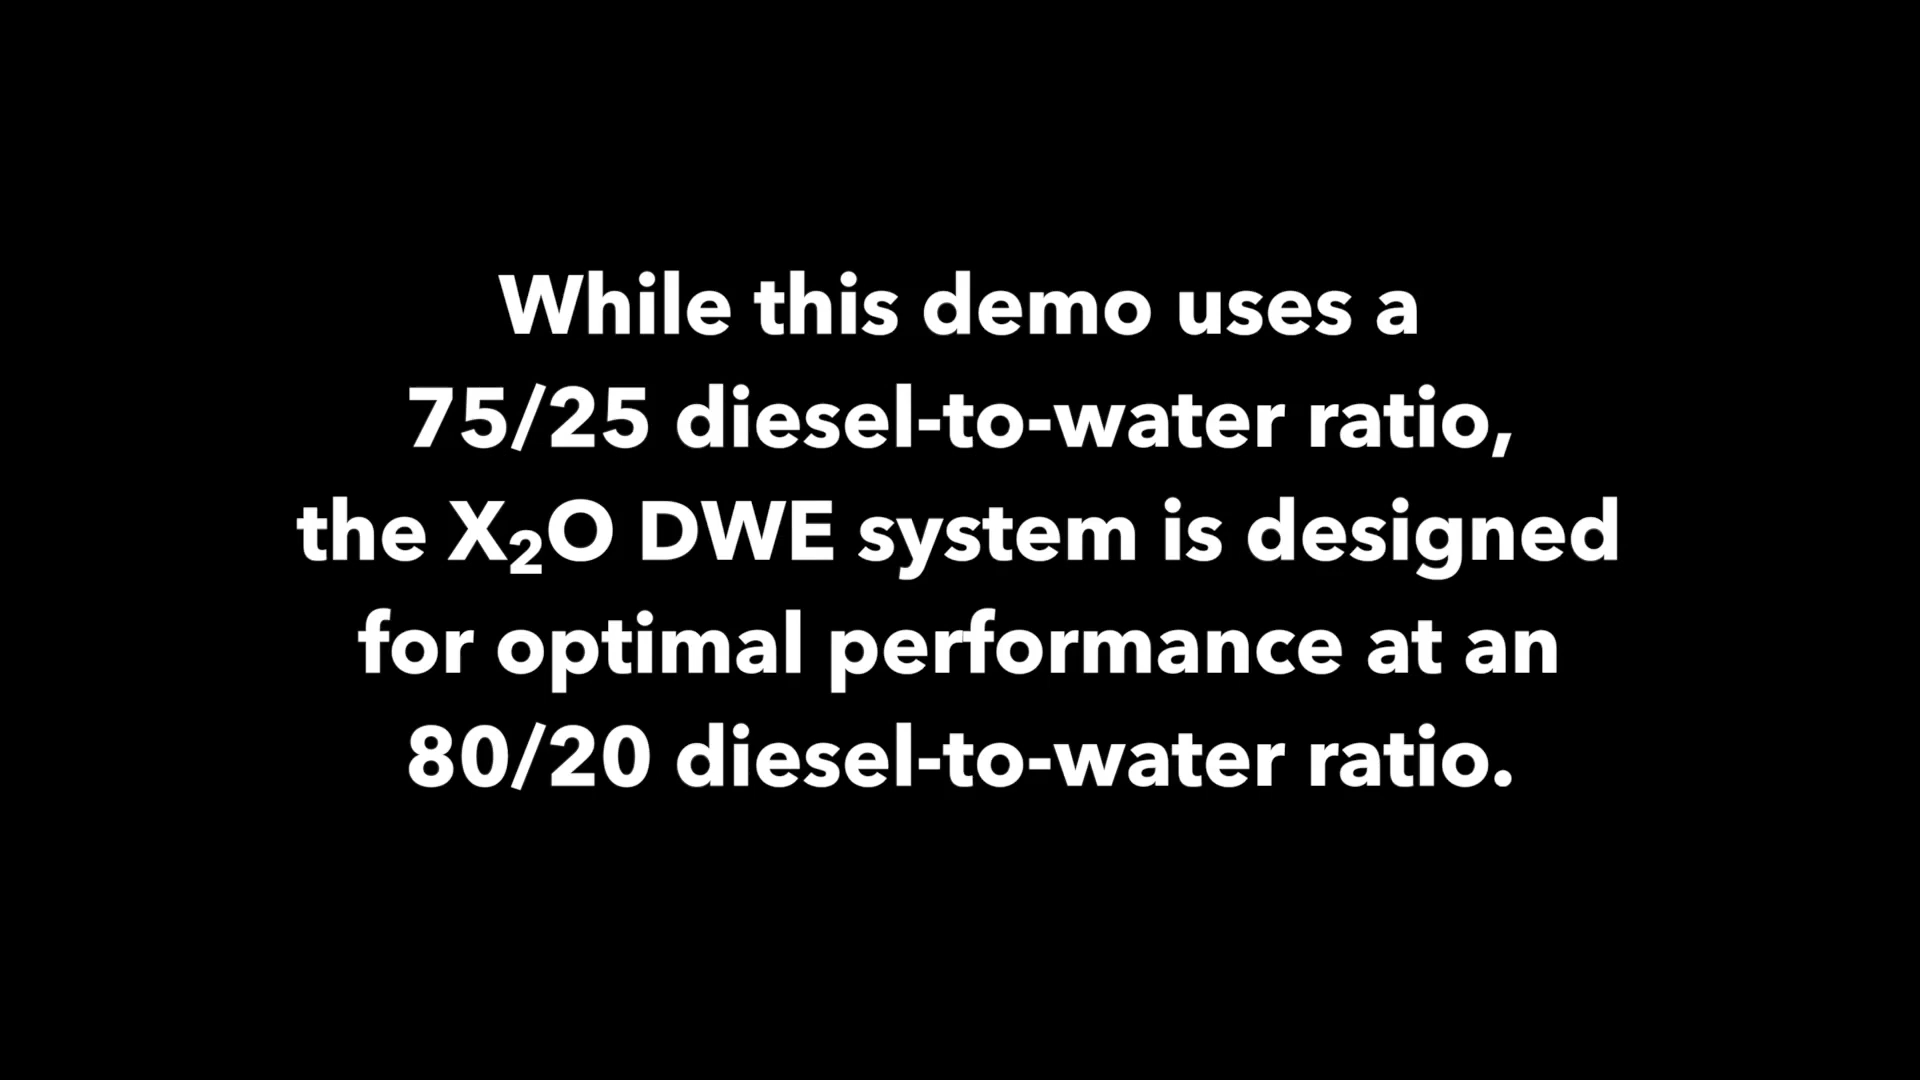 While this demo uses a
75/25 diesel-to-water ratio,
the X₂O DWE system is designed
for optimal performance at an
80/20 diesel-to-water ratio.